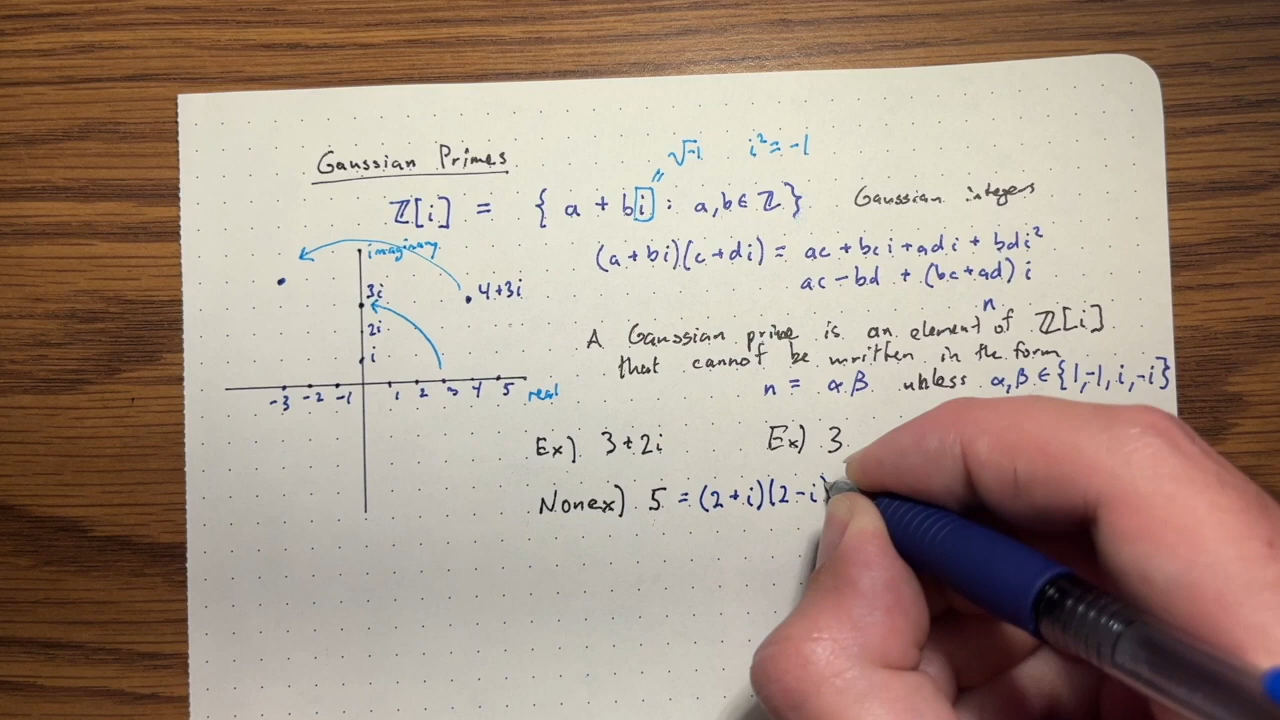 Gaussian Primes
√-1 i² = -1
ℤ[i] = { a + bi : a, b ∈ ℤ } Gaussian integers
(a+bi)(c+di) = ac + bci + adi + bdi²
ac - bd + (bc + ad) i
imaginary
3i
4+3i
2i
i
-3 -2 -1 1 2 3 4 5 real
A Gaussian prime is an element n of ℤ[i]
that cannot be written in the form
n = αβ unless α, β ∈ {1, -1, i, -i}
Ex) 3+2i Ex) 3
Nonex) 5 = (2+i)(2-i)